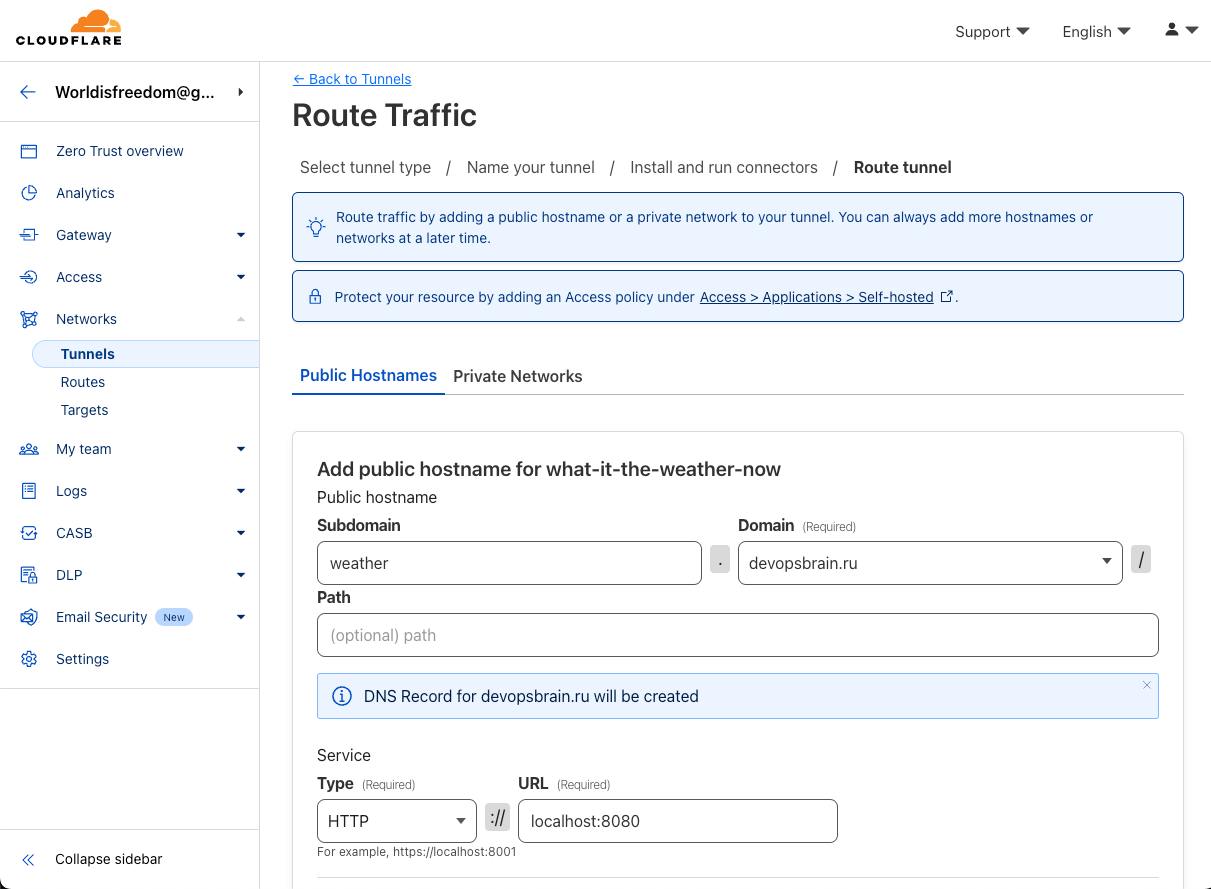 CLOUDFLARE
Support
English
Worldisfreedom@g...
Zero Trust overview
Analytics
Gateway
Access
Networks
Tunnels
Routes
Targets
My team
Logs
CASB
DLP
Email Security New
Settings
Collapse sidebar
← Back to Tunnels
Route Traffic
Select tunnel type / Name your tunnel / Install and run connectors / Route tunnel
Route traffic by adding a public hostname or a private network to your tunnel. You can always add more hostnames or
networks at a later time.
Protect your resource by adding an Access policy under Access > Applications > Self-hosted .
Public Hostnames Private Networks
Add public hostname for what-it-the-weather-now
Public hostname
Subdomain Domain (Required)
weather . devopsbrain.ru /
Path
(optional) path
DNS Record for devopsbrain.ru will be created
Service
Type (Required) URL (Required)
HTTP :// localhost:8080
For example, https://localhost:8001